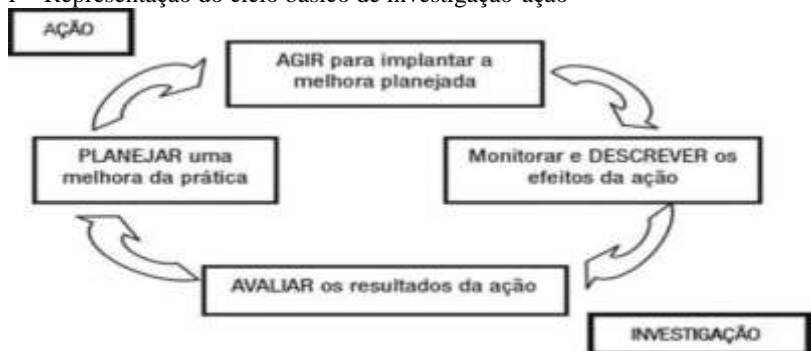 1 – Representação do ciclo básico de investigação-ação
AÇÃO
AGIR para implantar a
melhora planejada
PLANEJAR uma
melhora da prática
Monitorar e DESCREVER os
efeitos da ação
AVALIAR os resultados da ação
INVESTIGAÇÃO